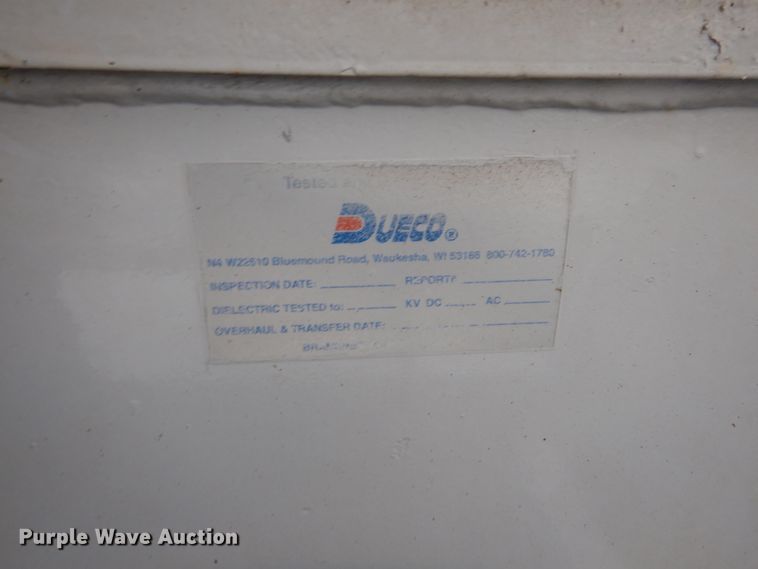 Tested
DUECO®
N4 W22610 Bluemound Road, Waukesha, WI 53186 800-742-1780
INSPECTION DATE: REPORT#
DIELECTRIC TESTED to: KV DC AC
OVERHAUL & TRANSFER DATE:
Purple Wave Auction